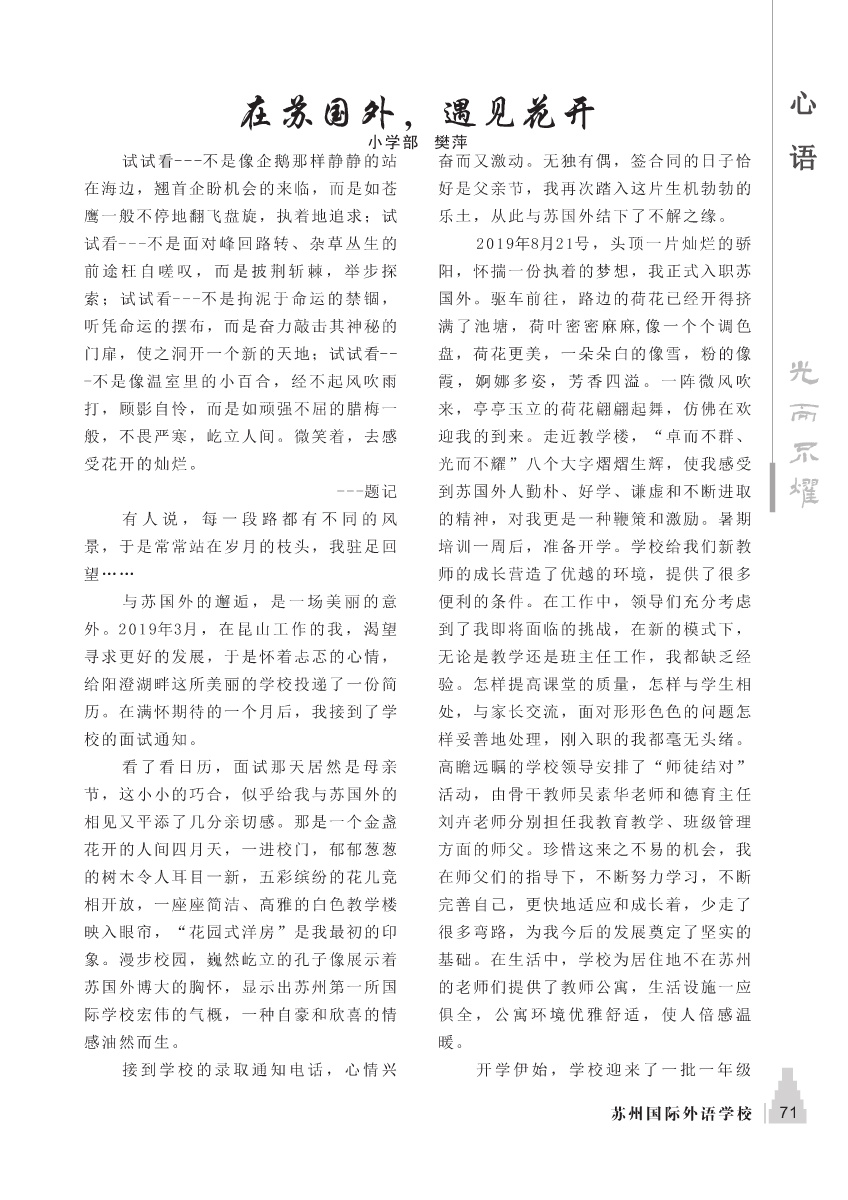 在苏国外，遇见花开
小学部 樊萍
试试看---不是像企鹅那样静静的站
在海边，翘首企盼机会的来临，而是如苍
鹰一般不停地翻飞盘旋，执着地追求；试
试看---不是面对峰回路转、杂草丛生的
前途枉自嗟叹，而是披荆斩棘，举步探
索；试试看---不是拘泥于命运的禁锢，
听凭命运的摆布，而是奋力敲击其神秘的
门扉，使之洞开一个新的天地；试试看--
-不是像温室里的小百合，经不起风吹雨
打，顾影自怜，而是如顽强不屈的腊梅一
般，不畏严寒，屹立人间。微笑着，去感
受花开的灿烂。
---题记
有人说，每一段路都有不同的风
景，于是常常站在岁月的枝头，我驻足回
望……
与苏国外的邂逅，是一场美丽的意
外。2019年3月，在昆山工作的我，渴望
寻求更好的发展，于是怀着忐忑的心情，
给阳澄湖畔这所美丽的学校投递了一份简
历。在满怀期待的一个月后，我接到了学
校的面试通知。
看了看日历，面试那天居然是母亲
节，这小小的巧合，似乎给我与苏国外的
相见又平添了几分亲切感。那是一个金盏
花开的人间四月天，一进校门，郁郁葱葱
的树木令人耳目一新，五彩缤纷的花儿竞
相开放，一座座简洁、高雅的白色教学楼
映入眼帘，“花园式洋房”是我最初的印
象。漫步校园，巍然屹立的孔子像展示着
苏国外博大的胸怀，显示出苏州第一所国
际学校宏伟的气概，一种自豪和欣喜的情
感油然而生。
接到学校的录取通知电话，心情兴
奋而又激动。无独有偶，签合同的日子恰
好是父亲节，我再次踏入这片生机勃勃的
乐土，从此与苏国外结下了不解之缘。
2019年8月21号，头顶一片灿烂的骄
阳，怀揣一份执着的梦想，我正式入职苏
国外。驱车前往，路边的荷花已经开得挤
满了池塘，荷叶密密麻麻,像一个个调色
盘，荷花更美，一朵朵白的像雪，粉的像
霞，婀娜多姿，芳香四溢。一阵微风吹
来，亭亭玉立的荷花翩翩起舞，仿佛在欢
迎我的到来。走近教学楼，“卓而不群、
光而不耀”八个大字熠熠生辉，使我感受
到苏国外人勤朴、好学、谦虚和不断进取
的精神，对我更是一种鞭策和激励。暑期
培训一周后，准备开学。学校给我们新教
师的成长营造了优越的环境，提供了很多
便利的条件。在工作中，领导们充分考虑
到了我即将面临的挑战，在新的模式下，
无论是教学还是班主任工作，我都缺乏经
验。怎样提高课堂的质量，怎样与学生相
处，与家长交流，面对形形色色的问题怎
样妥善地处理，刚入职的我都毫无头绪。
高瞻远瞩的学校领导安排了“师徒结对”
活动，由骨干教师吴素华老师和德育主任
刘卉老师分别担任我教育教学、班级管理
方面的师父。珍惜这来之不易的机会，我
在师父们的指导下，不断努力学习，不断
完善自己，更快地适应和成长着，少走了
很多弯路，为我今后的发展奠定了坚实的
基础。在生活中，学校为居住地不在苏州
的老师们提供了教师公寓，生活设施一应
俱全，公寓环境优雅舒适，使人倍感温
暖。
开学伊始，学校迎来了一批一年级
心语
光而不耀
苏州国际外语学校 71